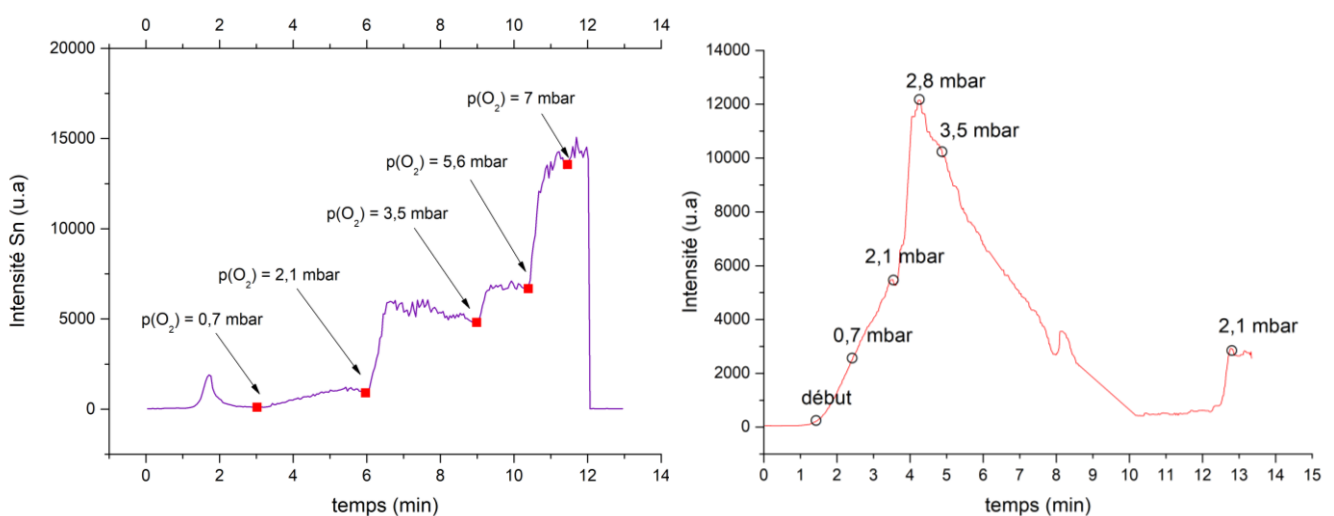 0 2 4 6 8 10 12 14
20000
15000
10000
5000
0
Intensité Sn (u.a)
p(O2) = 7 mbar
p(O2) = 5,6 mbar
p(O2) = 3,5 mbar
p(O2) = 2,1 mbar
p(O2) = 0,7 mbar
0 2 4 6 8 10 12 14
temps (min)
14000
12000
10000
8000
6000
4000
2000
0
Intensité (u.a)
2,8 mbar
3,5 mbar
2,1 mbar
0,7 mbar
2,1 mbar
début
0 1 2 3 4 5 6 7 8 9 10 11 12 13 14 15
temps (min)